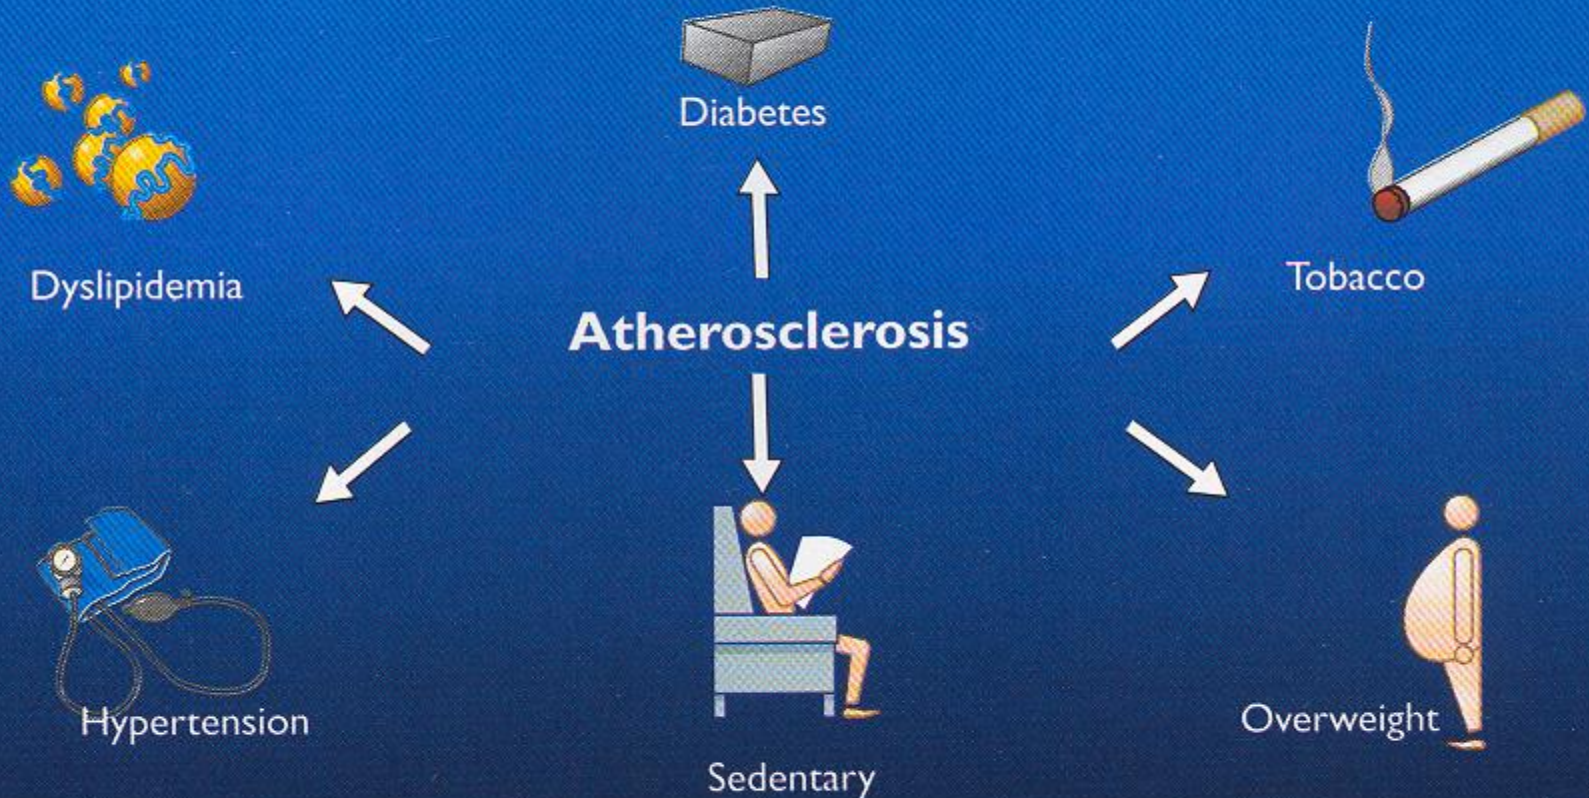 Diabetes
Dyslipidemia
Tobacco
Atherosclerosis
Hypertension
Overweight
Sedentary